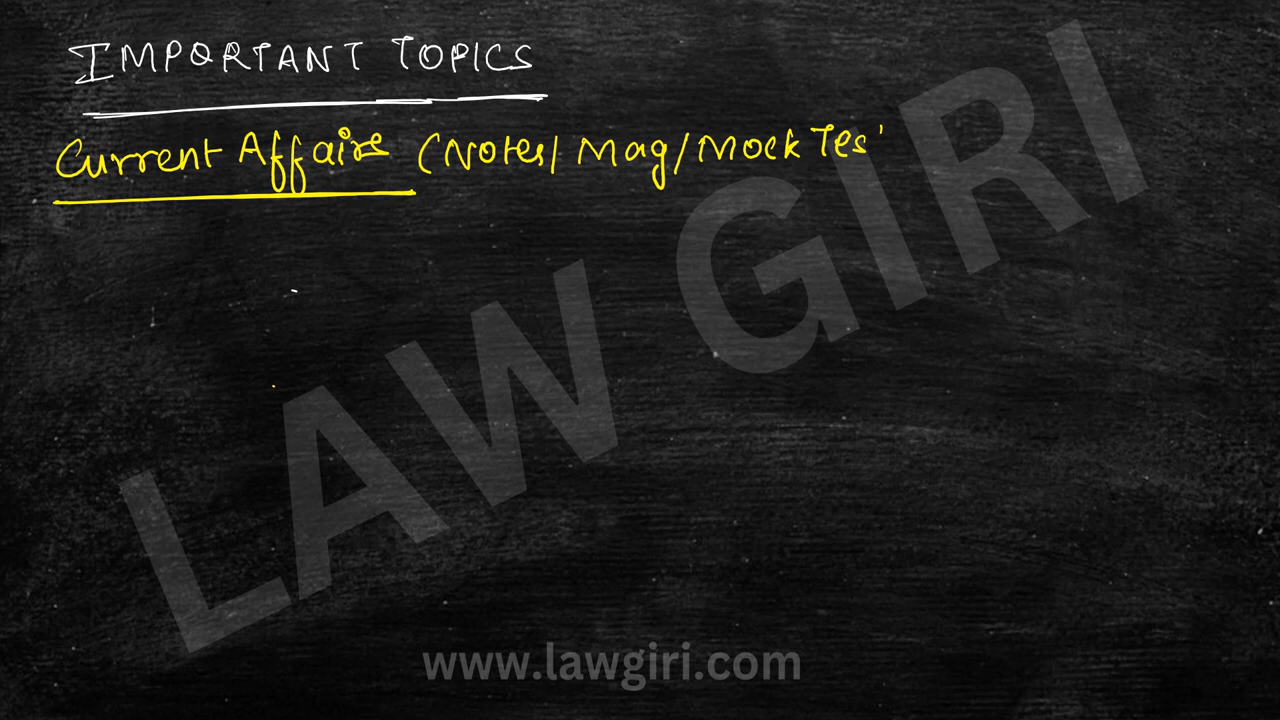 IMPORTANT TOPICS
Current Affairs (Notes/ Mag/Mock Tes'
LAW GIRI
www.lawgiri.com